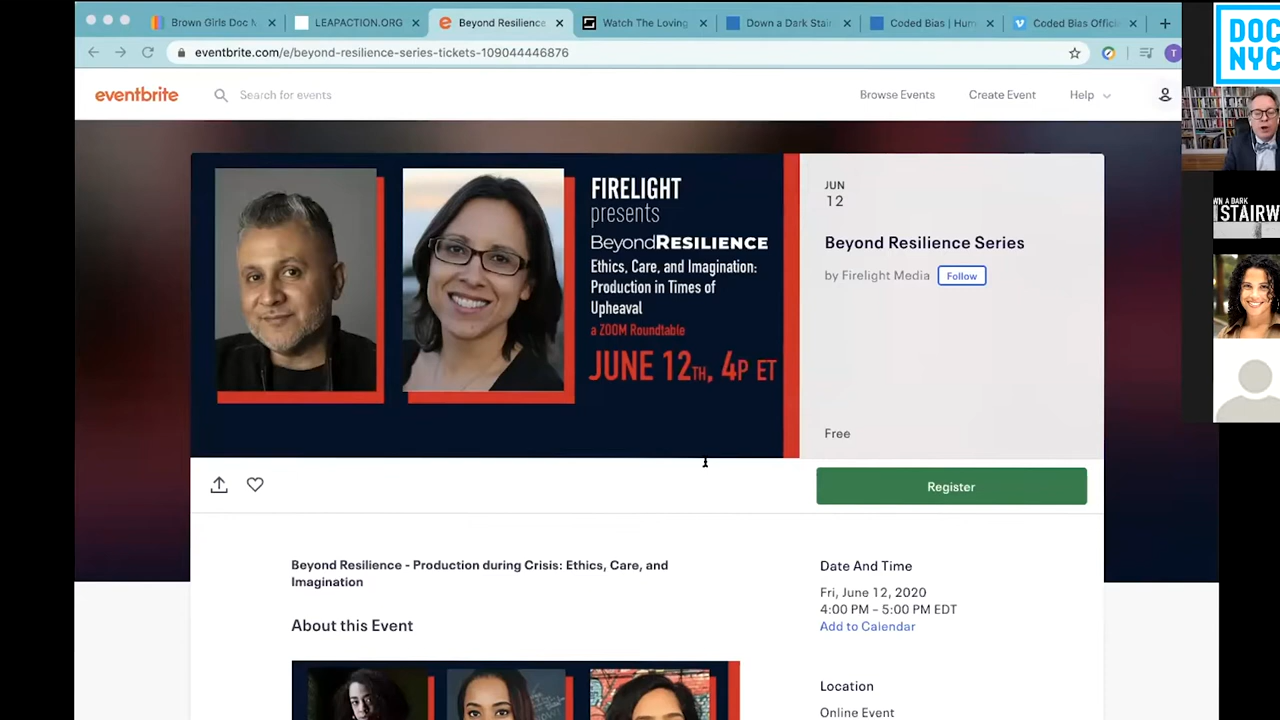 Brown Girls Doc M
LEAPACTION.ORG
Beyond Resilience
Watch The Loving
Down a Dark Stair
Coded Bias | Hum
Coded Bias Offici
eventbrite.com/e/beyond-resilience-series-tickets-109044446876
T
DOC
NYC
eventbrite
Search for events
Browse Events
Create Event
Help
FIRELIGHT
presents
BeyondRESILIENCE
Ethics, Care, and Imagination:
Production in Times of
Upheaval
a ZOOM Roundtable
JUNE 12TH, 4P ET
JUN
12
Beyond Resilience Series
by Firelight Media Follow
Free
WN A DARK
STAIRW
Register
Beyond Resilience - Production during Crisis: Ethics, Care, and
Imagination
About this Event
Date And Time
Fri, June 12, 2020
4:00 PM – 5:00 PM EDT
Add to Calendar
Location
Online Event